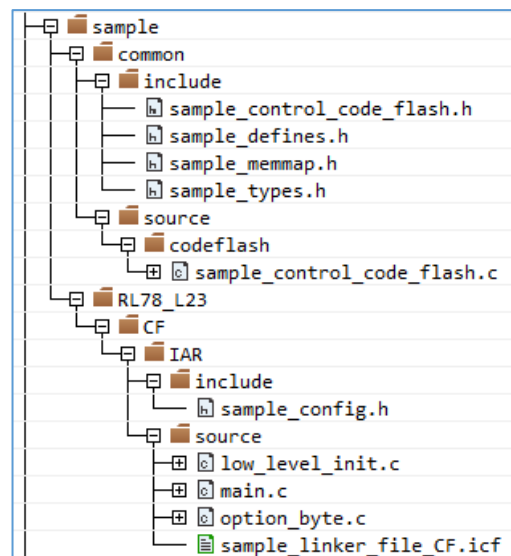 sample
common
include
sample_control_code_flash.h
sample_defines.h
sample_memmap.h
sample_types.h
source
codeflash
sample_control_code_flash.c
RL78_L23
CF
IAR
include
sample_config.h
source
low_level_init.c
main.c
option_byte.c
sample_linker_file_CF.icf